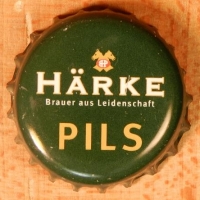 HÄRKE
Brauer aus Leidenschaft
PILS